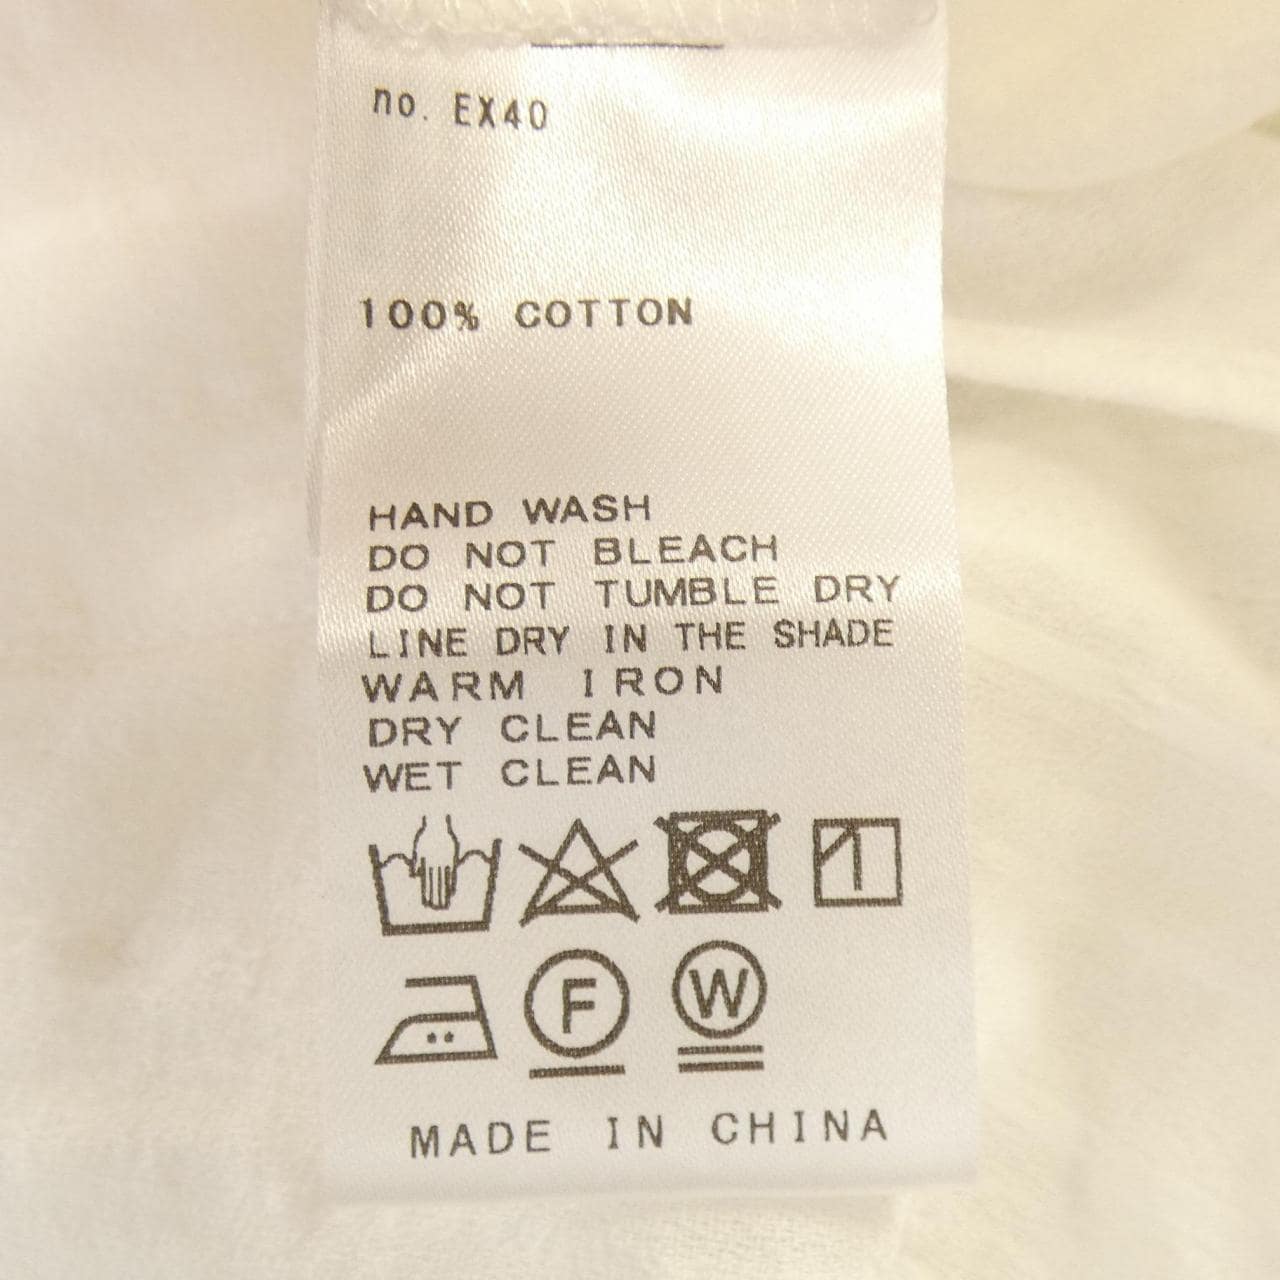 no. EX40
100% COTTON
HAND WASH
DO NOT BLEACH
DO NOT TUMBLE DRY
LINE DRY IN THE SHADE
WARM IRON
DRY CLEAN
WET CLEAN
F W
MADE IN CHINA